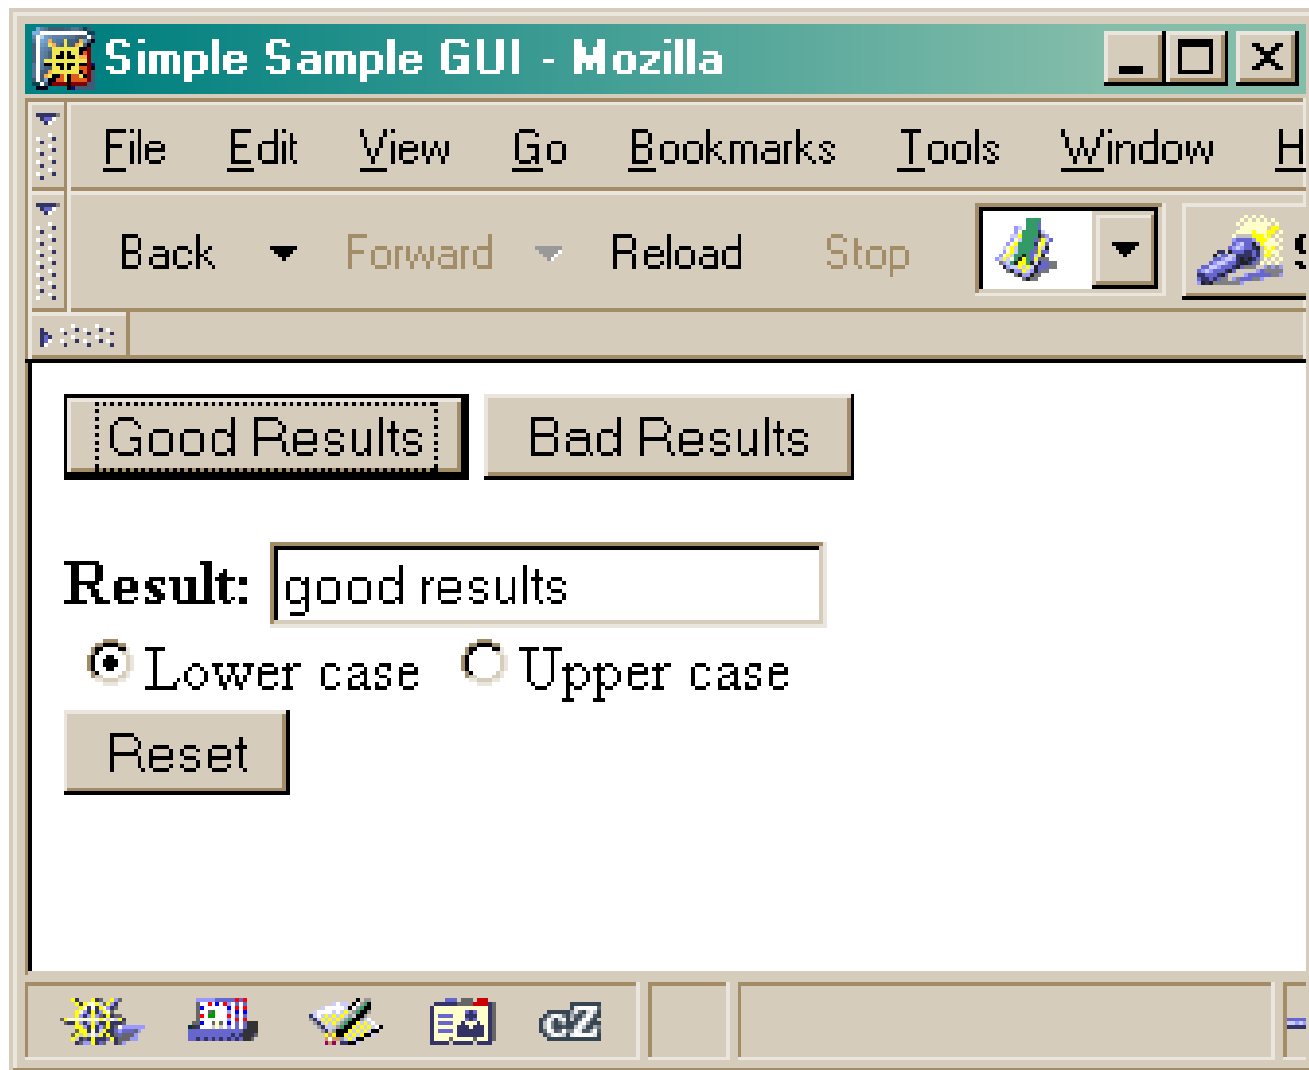 Simple Sample GUI - Mozilla
File Edit View Go Bookmarks Tools Window H
Back Forward Reload Stop S
Good Results Bad Results
Result: good results
Lower case Upper case
Reset
cZ